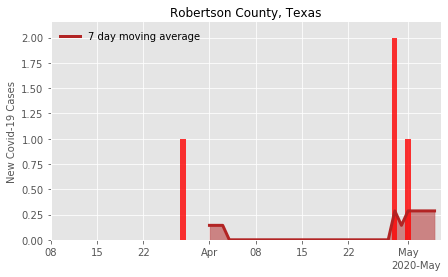 Robertson County, Texas
7 day moving average
New Covid-19 Cases
2.00
1.75
1.50
1.25
1.00
0.75
0.50
0.25
0.00
08 15 22 Apr 08 15 22 May
2020-May